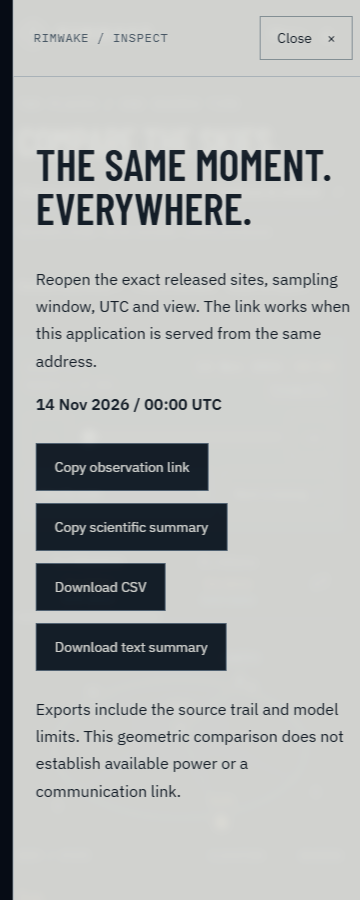 RIMWAKE / INSPECT
Close ×
THE SAME MOMENT.
EVERYWHERE.
Reopen the exact released sites, sampling
window, UTC and view. The link works when
this application is served from the same
address.
14 Nov 2026 / 00:00 UTC
Copy observation link
Copy scientific summary
Download CSV
Download text summary
Exports include the source trail and model
limits. This geometric comparison does not
establish available power or a
communication link.